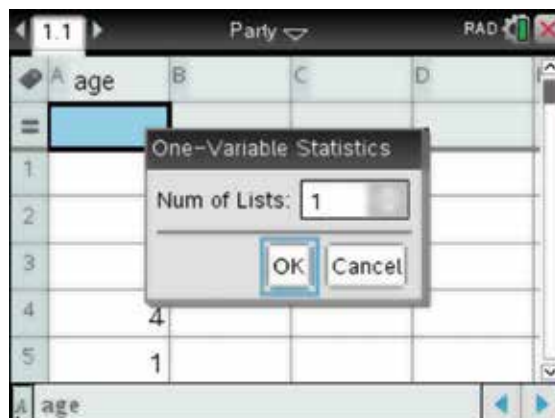 1.1 Party RAD
A age B C D
=
One-Variable Statistics
1
Num of Lists: 1
2
3 OK Cancel
4 4
5 1
A age